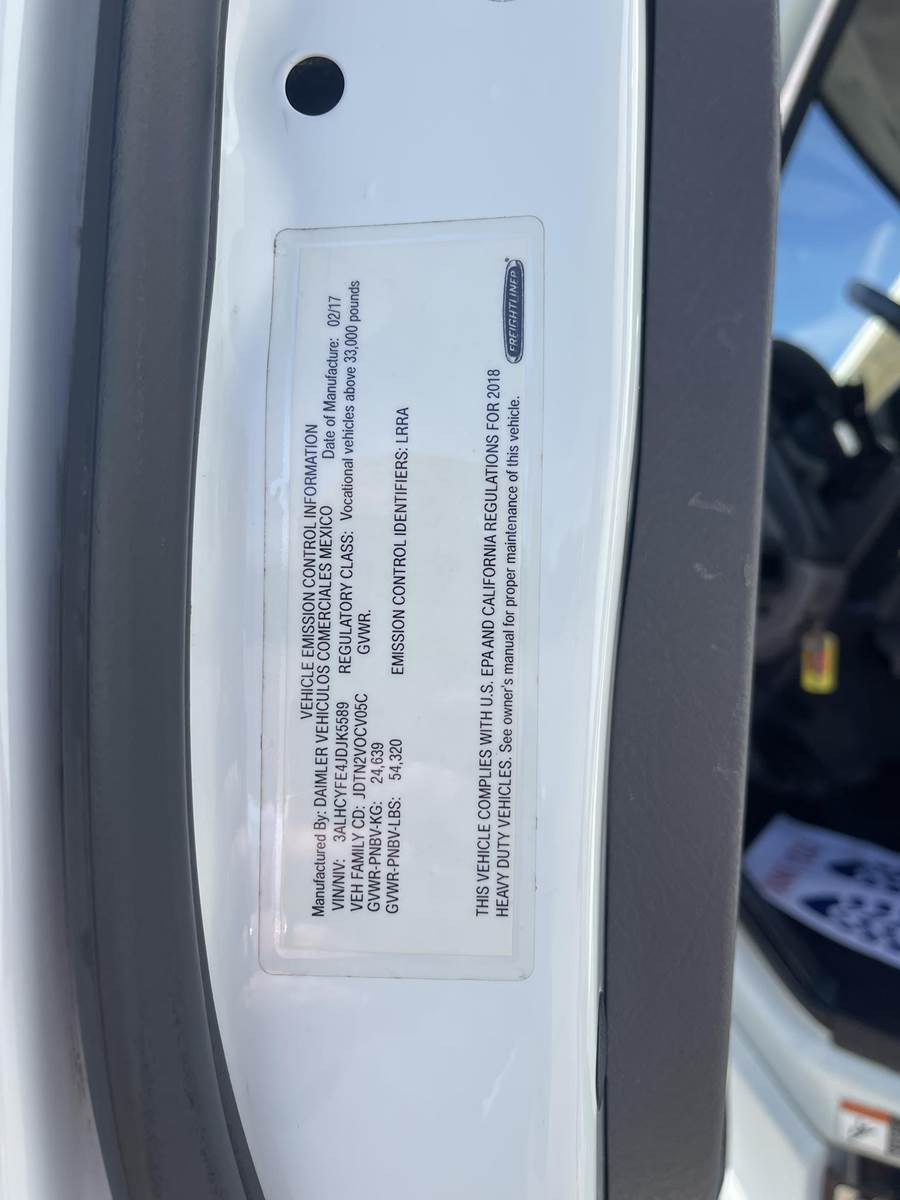 VEHICLE EMISSION CONTROL INFORMATION
Manufactured By: DAIMLER VEHICULOS COMERCIALES MEXICO Date of Manufacture: 02/17
VIN/NIV: 3ALHCYFE4JDJK5589 REGULATORY CLASS: Vocational vehicles above 33,000 pounds
VEH FAMILY CD: JDTN2VOCV05C GVWR.
GVWR-PNBV-KG: 24,639
GVWR-PNBV-LBS: 54,320 EMISSION CONTROL IDENTIFIERS: LRRA
THIS VEHICLE COMPLIES WITH U.S. EPA AND CALIFORNIA REGULATIONS FOR 2018
HEAVY DUTY VEHICLES. See owner's manual for proper maintenance of this vehicle.
FREIGHTLINER